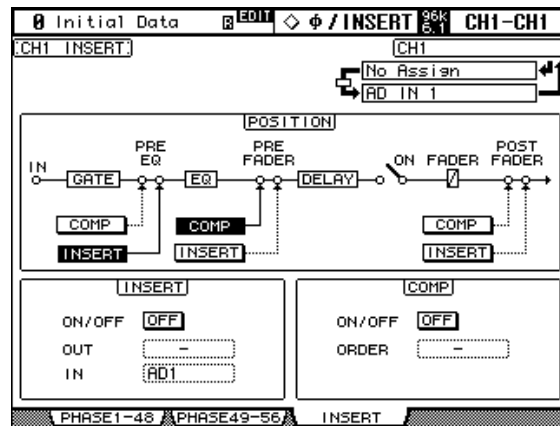 0 Initial Data R EDIT ◇ Φ/INSERT 96k 6.1 CH1-CH1
CH1 INSERT CH1
No Assign
AD IN 1
POSITION
IN GATE PRE EQ EQ PRE FADER DELAY ON FADER POST FADER
COMP COMP COMP
INSERT INSERT INSERT
INSERT COMP
ON/OFF OFF ON/OFF OFF
OUT - ORDER -
IN AD1
PHASE1-48 PHASE49-56 INSERT